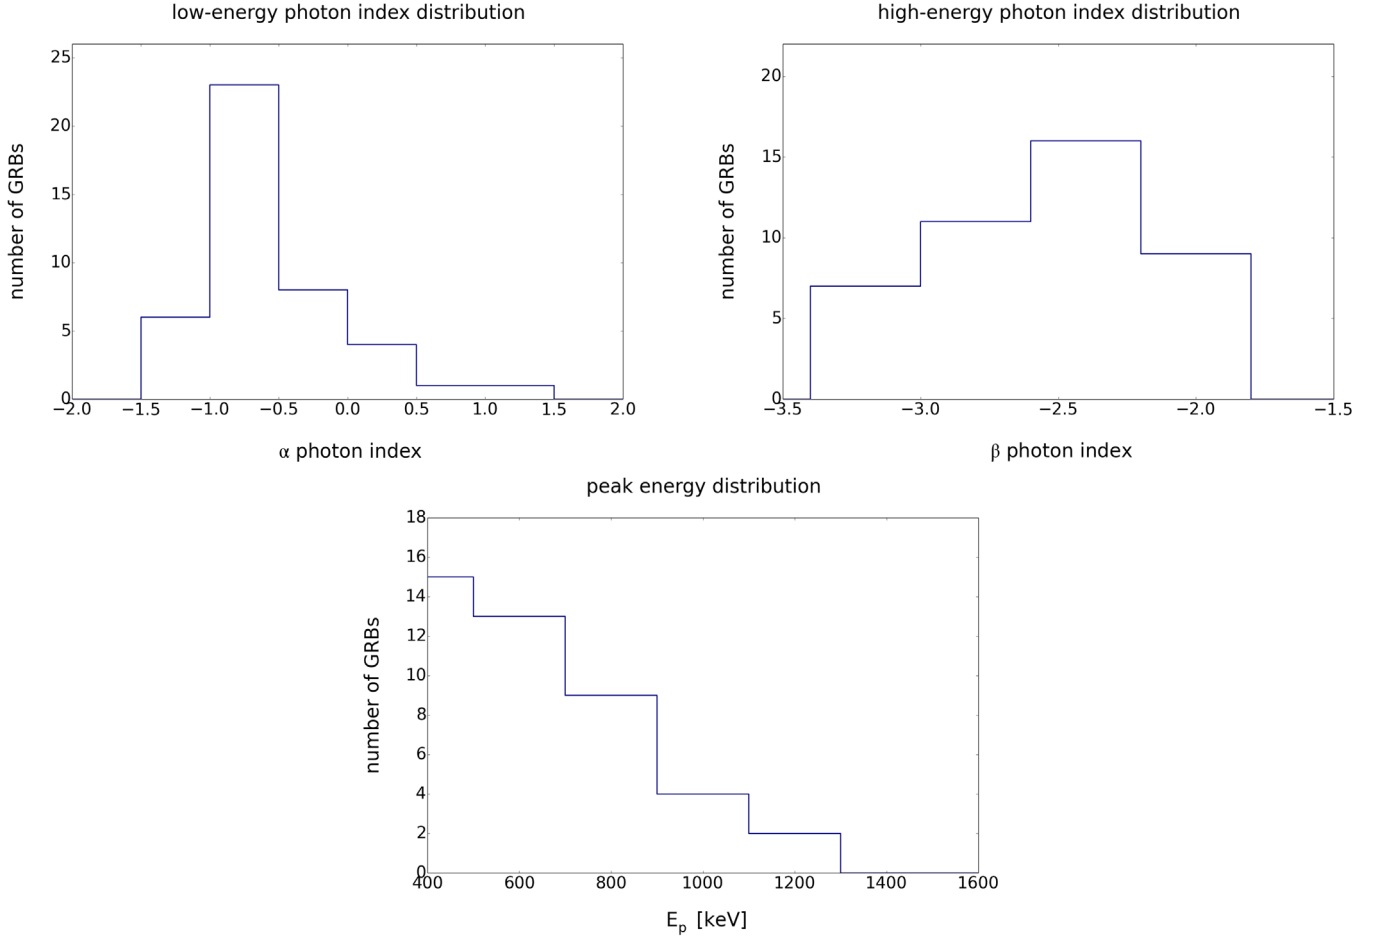 low-energy photon index distribution
number of GRBs
25
20
15
10
5
0
−2.0 −1.5 −1.0 −0.5 0.0 0.5 1.0 1.5 2.0
α photon index
high-energy photon index distribution
number of GRBs
20
15
10
5
0
−3.5 −3.0 −2.5 −2.0 −1.5
β photon index
peak energy distribution
number of GRBs
18
16
14
12
10
8
6
4
2
0
400 600 800 1000 1200 1400 1600
Ep [keV]